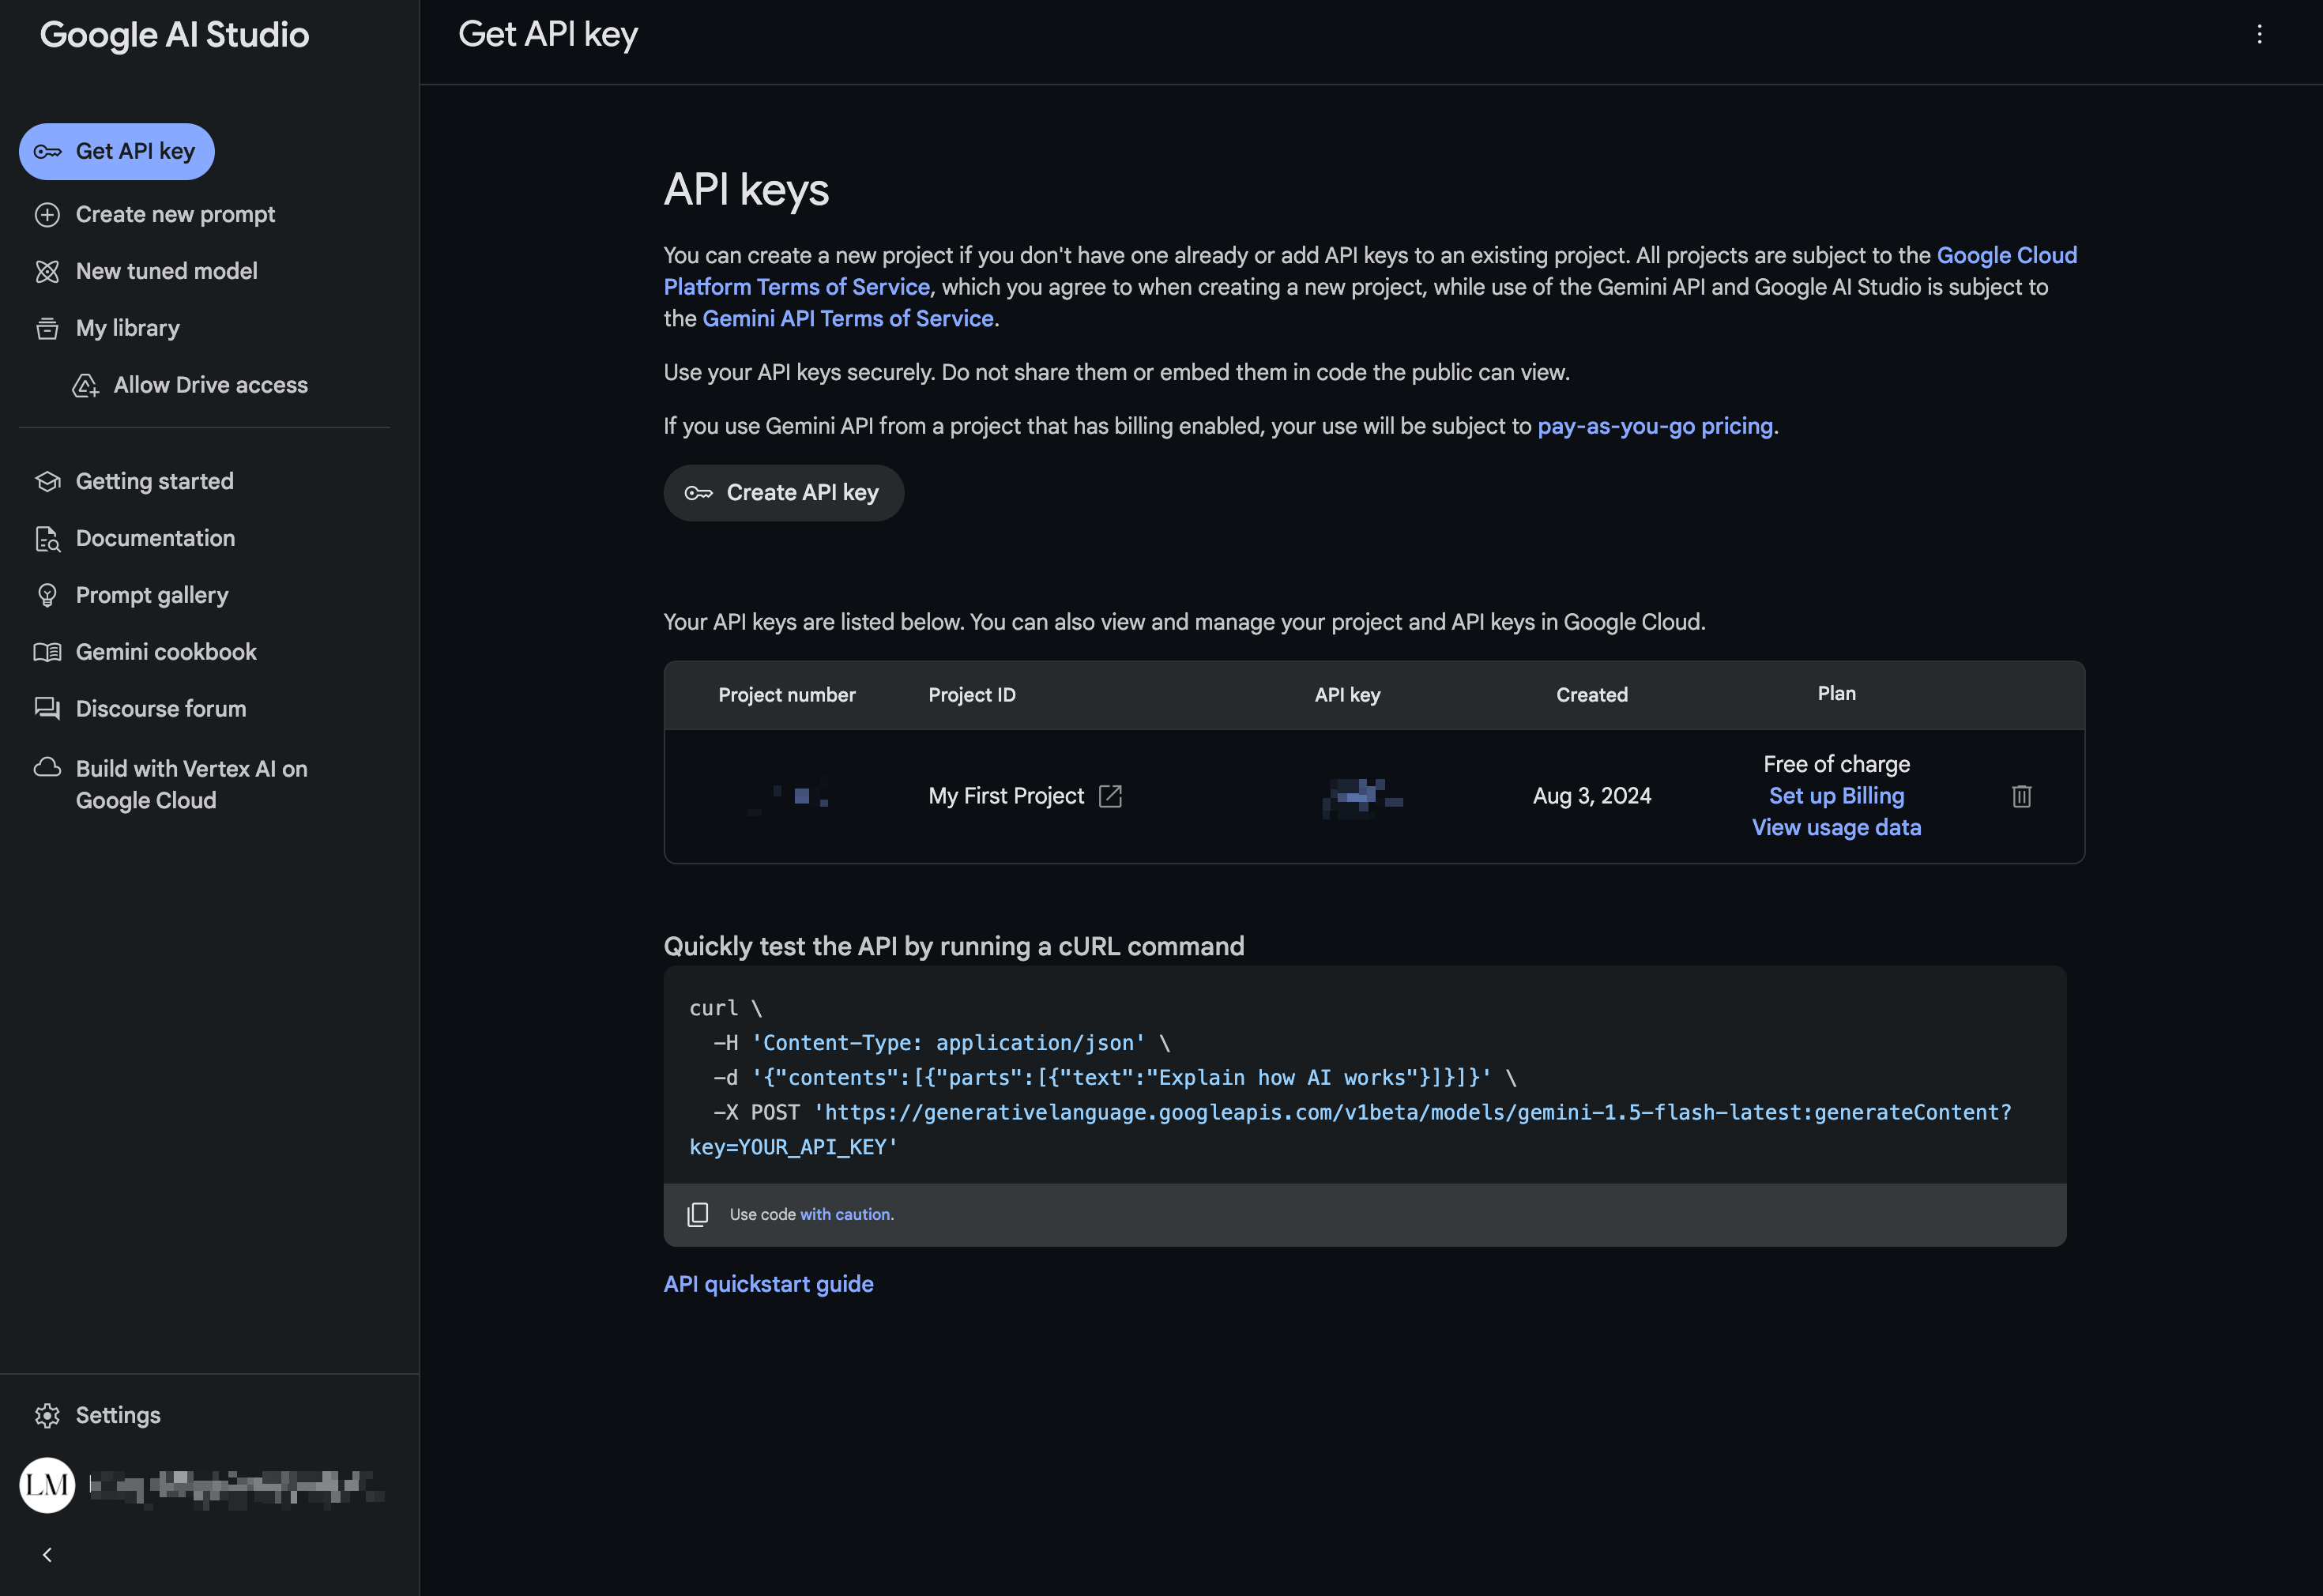 Google AI Studio
Get API key
Create new prompt
New tuned model
My library
Allow Drive access
Getting started
Documentation
Prompt gallery
Gemini cookbook
Discourse forum
Build with Vertex AI on
Google Cloud
Settings
LM
Get API key
API keys
You can create a new project if you don't have one already or add API keys to an existing project. All projects are subject to the Google Cloud
Platform Terms of Service, which you agree to when creating a new project, while use of the Gemini API and Google AI Studio is subject to
the Gemini API Terms of Service.
Use your API keys securely. Do not share them or embed them in code the public can view.
If you use Gemini API from a project that has billing enabled, your use will be subject to pay-as-you-go pricing.
Create API key
Your API keys are listed below. You can also view and manage your project and API keys in Google Cloud.
Project number Project ID API key Created Plan
My First Project Aug 3, 2024 Free of charge
Set up Billing
View usage data
Quickly test the API by running a cURL command
curl \
-H 'Content-Type: application/json' \
-d '{"contents":[{"parts":[{"text":"Explain how AI works"}]}]}' \
-X POST 'https://generativelanguage.googleapis.com/v1beta/models/gemini-1.5-flash-latest:generateContent?
key=YOUR_API_KEY'
Use code with caution.
API quickstart guide